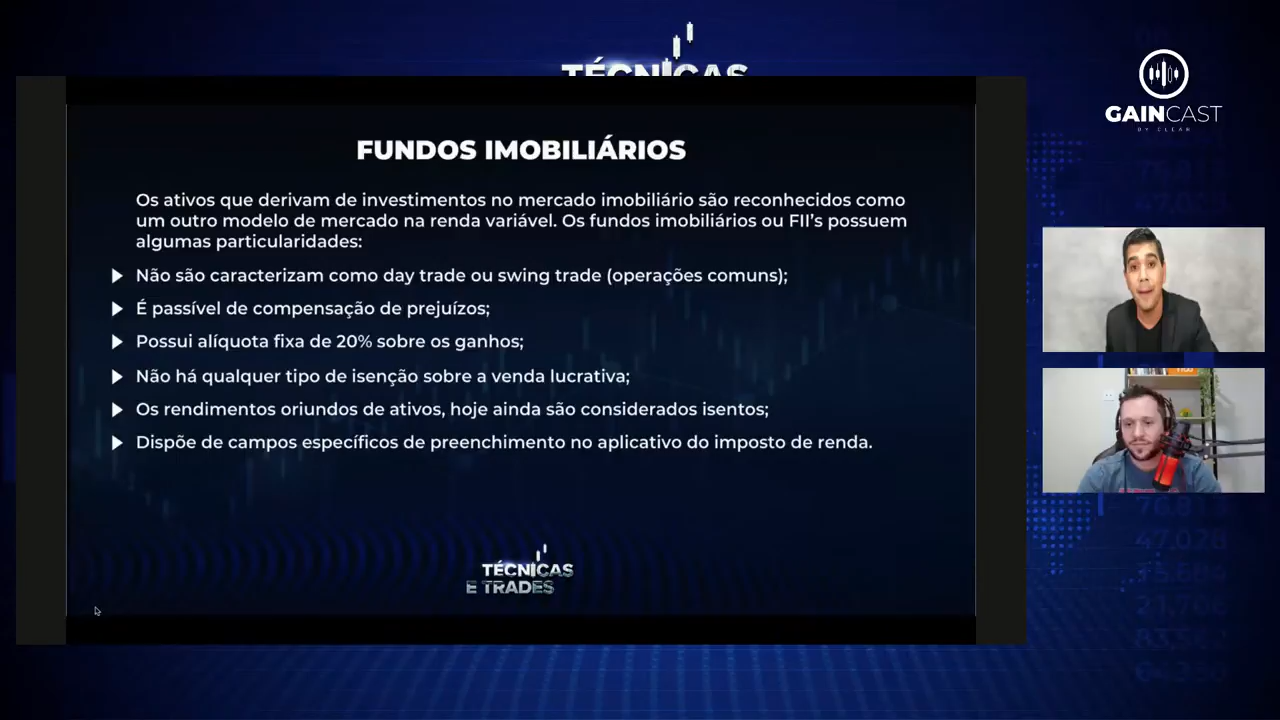 TÉCNICAS
GAINCAST
BY CLEAR
FUNDOS IMOBILIÁRIOS
Os ativos que derivam de investimentos no mercado imobiliário são reconhecidos como
um outro modelo de mercado na renda variável. Os fundos imobiliários ou FII's possuem
algumas particularidades:
Não são caracterizam como day trade ou swing trade (operações comuns);
É passível de compensação de prejuízos;
Possui alíquota fixa de 20% sobre os ganhos;
Não há qualquer tipo de isenção sobre a venda lucrativa;
Os rendimentos oriundos de ativos, hoje ainda são considerados isentos;
Dispõe de campos específicos de preenchimento no aplicativo do imposto de renda.
TÉCNICAS
E TRADES
47,028